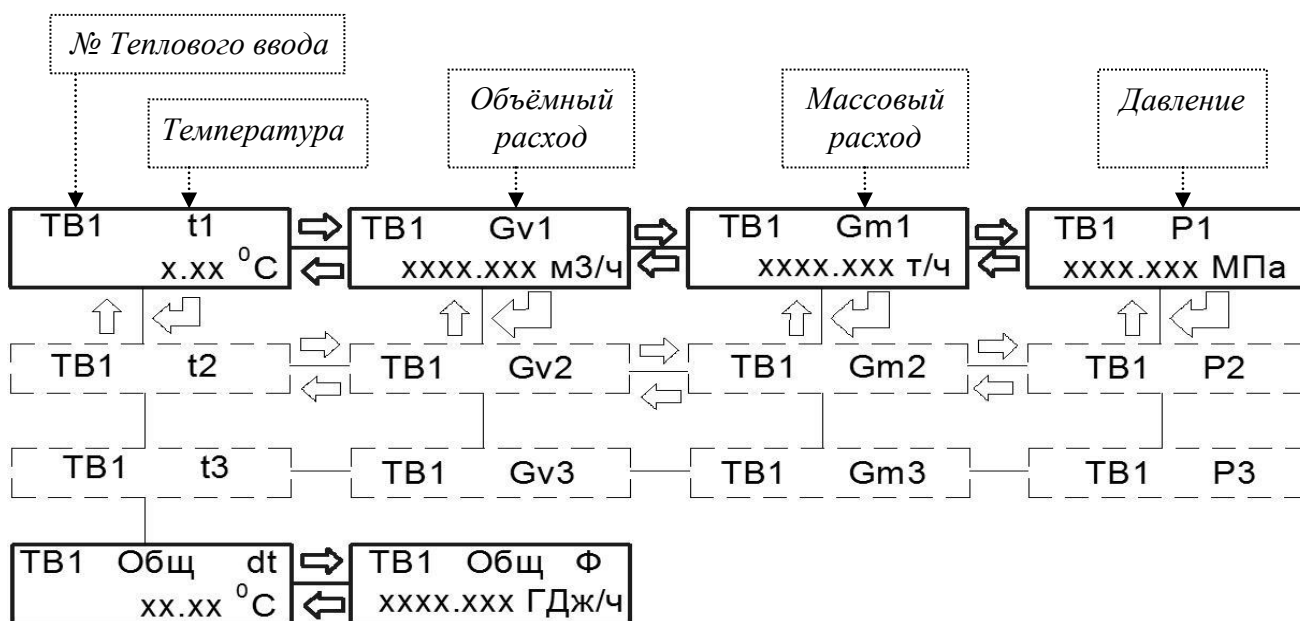 № Теплового ввода
Температура
Объёмный
расход
Массовый
расход
Давление
ТВ1 t1
x.xx ⁰C
ТВ1 Gv1
xxxx.xxx м3/ч
ТВ1 Gm1
xxxx.xxx т/ч
ТВ1 P1
xxxx.xxx МПа
ТВ1 t2
ТВ1 Gv2
ТВ1 Gm2
ТВ1 P2
ТВ1 t3
ТВ1 Gv3
ТВ1 Gm3
ТВ1 P3
ТВ1 Общ dt
xx.xx ⁰C
ТВ1 Общ Ф
xxxx.xxx ГДж/ч